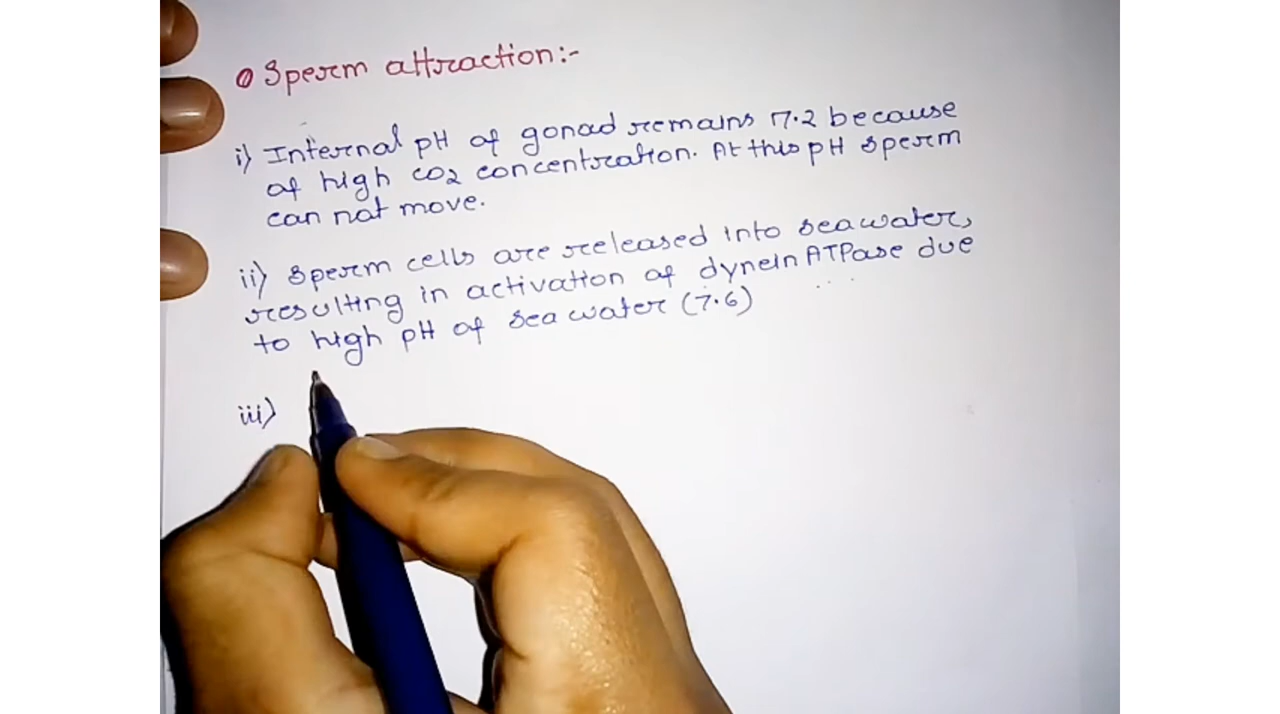 Sperm attraction:-
i) Internal pH of gonad remains 7.2 because
of high CO2 concentration. At this pH sperm
can not move.
ii) Sperm cells are released into sea water,
resulting in activation of dynein ATPase due
to high pH of sea water (7.6)
iii)